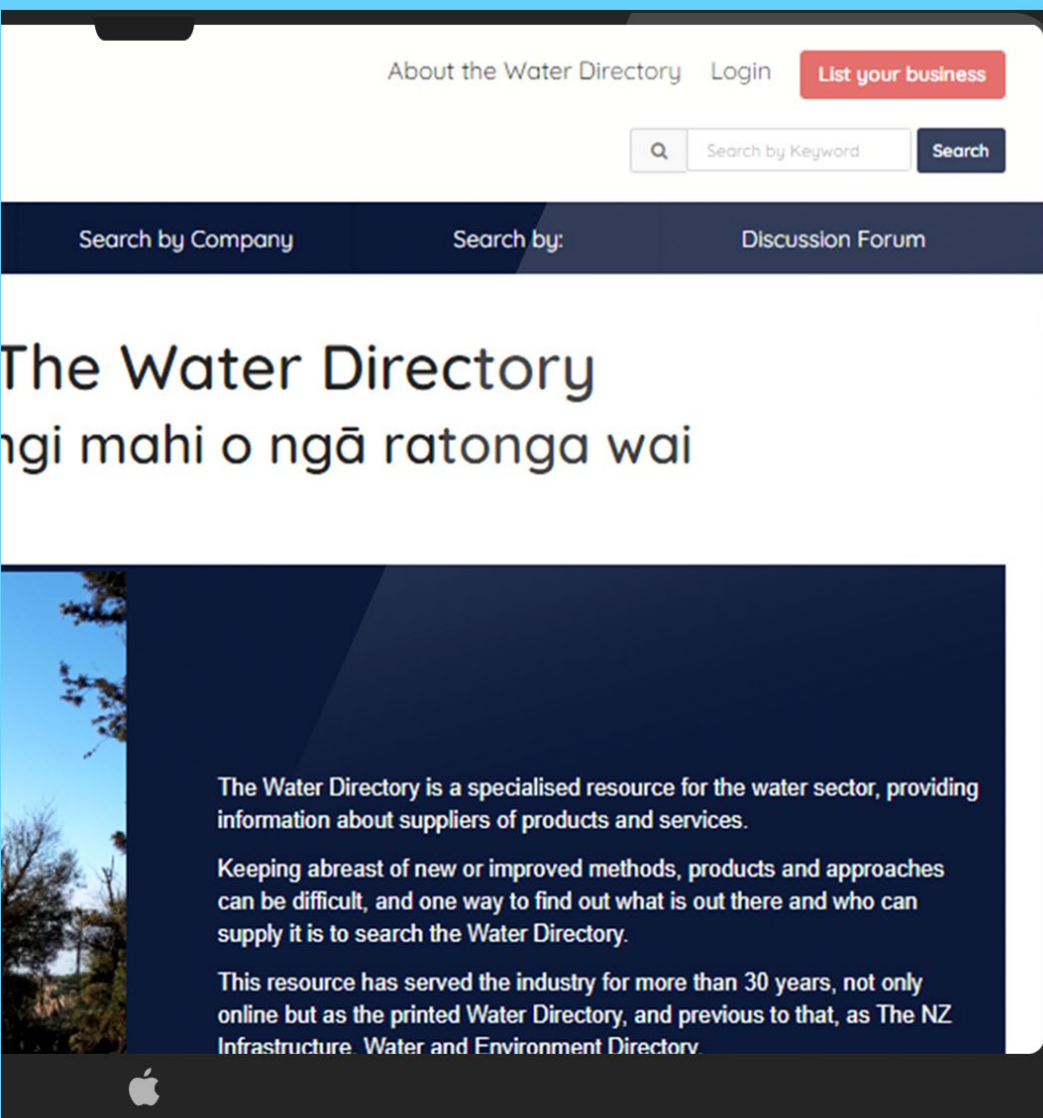 About the Water Directory Login List your business
Search by Keyword Search
Search by Company Search by: Discussion Forum
The Water Directory
ngi mahi o ngā ratonga wai
The Water Directory is a specialised resource for the water sector, providing
information about suppliers of products and services.
Keeping abreast of new or improved methods, products and approaches
can be difficult, and one way to find out what is out there and who can
supply it is to search the Water Directory.
This resource has served the industry for more than 30 years, not only
online but as the printed Water Directory, and previous to that, as The NZ
Infrastructure, Water and Environment Directory.